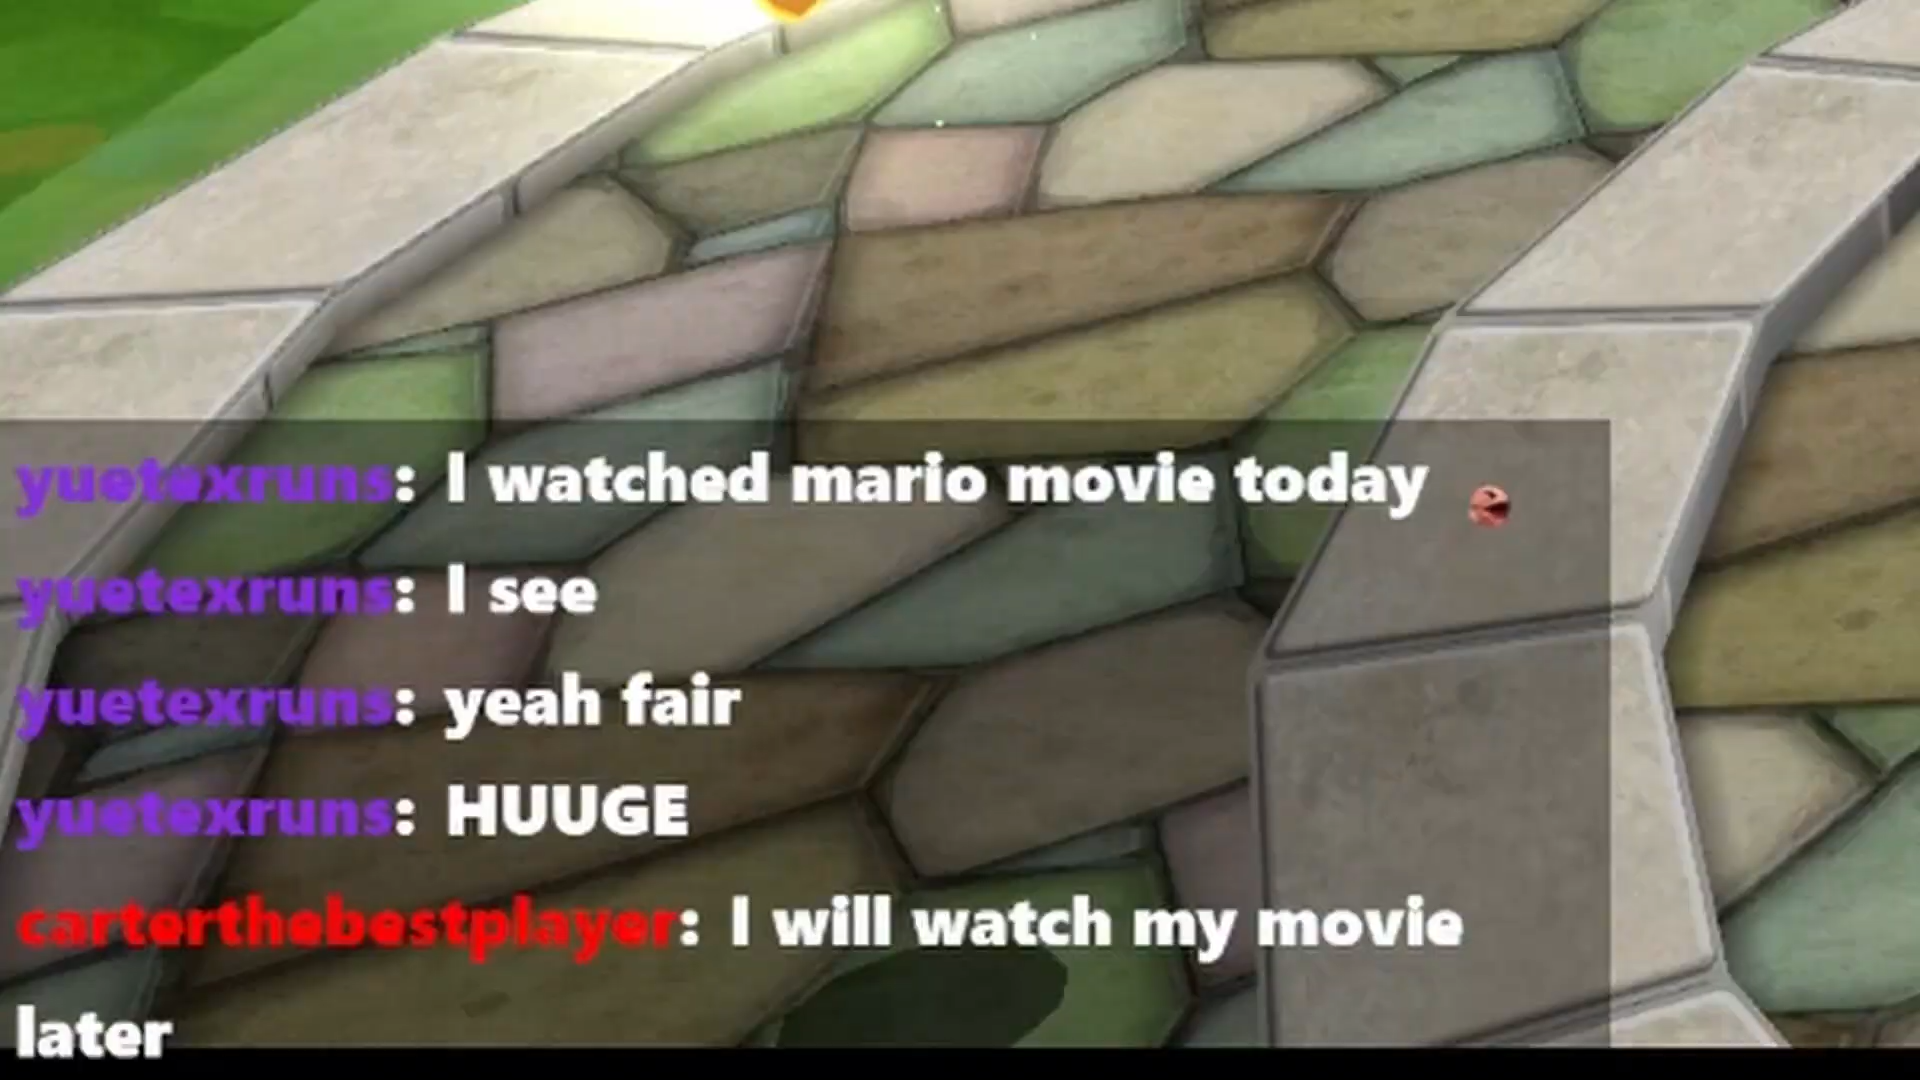 yuetexruns: I watched mario movie today
yuetexruns: I see
yuetexruns: yeah fair
yuetexruns: HUUGE
carterthebestplayer: I will watch my movie
later